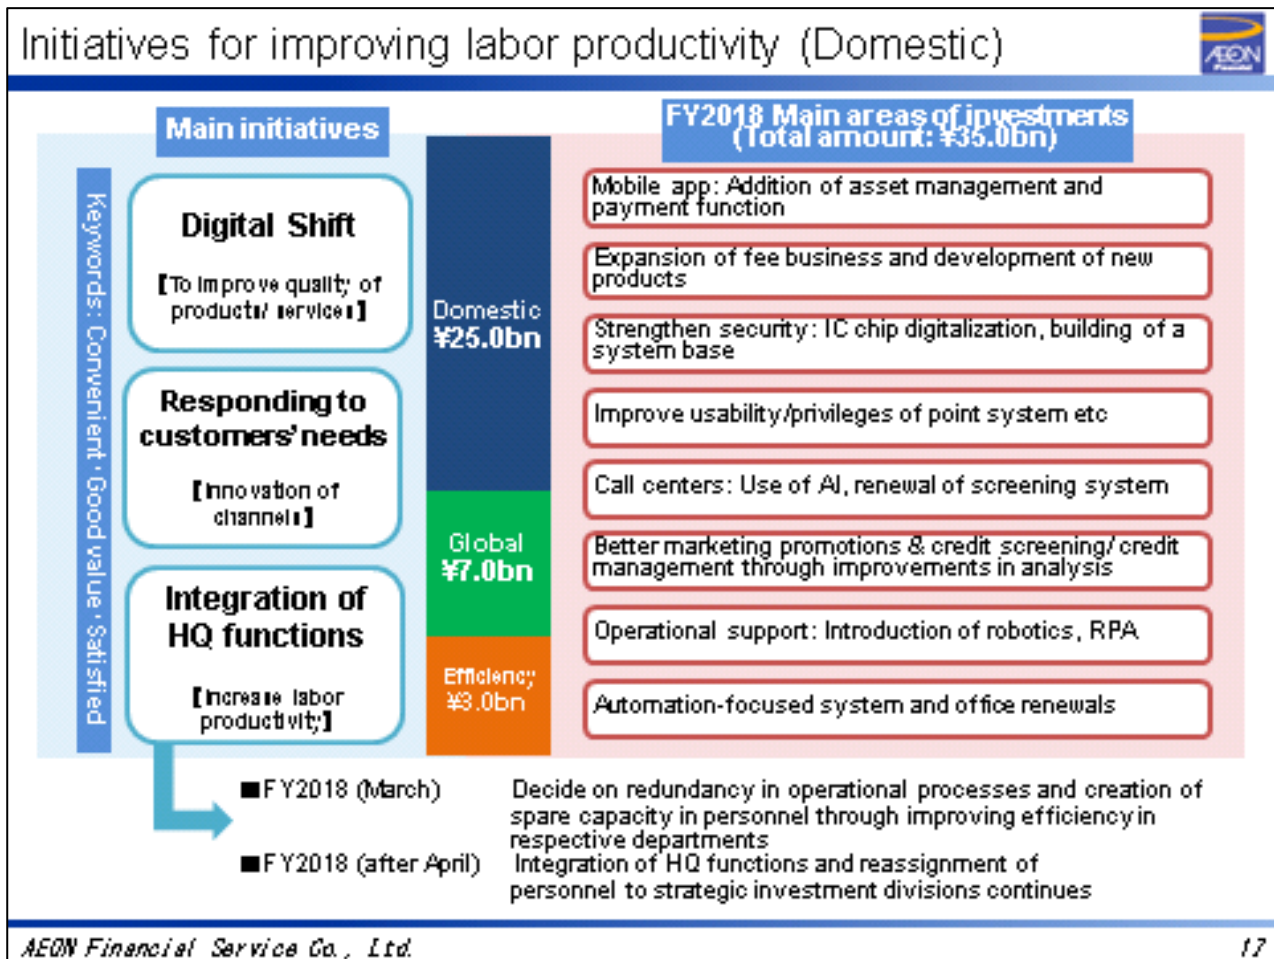 Initiatives for improving labor productivity (Domestic)
AEON
Financial
Main initiatives
FY2018 Main areas of investments
(Total amount: ¥35.0bn)
Keywords: Convenient・Good value・Satisfied
Digital Shift
【To improve quality of
products/ services】
Responding to
customers' needs
【Innovation of
channels】
Integration of
HQ functions
【Increase labor
productivity】
Domestic
¥25.0bn
Global
¥7.0bn
Efficiency
¥3.0bn
Mobile app: Addition of asset management and
payment function
Expansion of fee business and development of new
products
Strengthen security: IC chip digitalization, building of a
system base
Improve usability/privileges of point system etc
Call centers: Use of AI, renewal of screening system
Better marketing promotions & credit screening/credit
management through improvements in analysis
Operational support: Introduction of robotics, RPA
Automation-focused system and office renewals
■FY2018 (March) Decide on redundancy in operational processes and creation of
spare capacity in personnel through improving efficiency in
respective departments
■FY2018 (after April) Integration of HQ functions and reassignment of
personnel to strategic investment divisions continues
AEON Financial Service Co., Ltd.
17